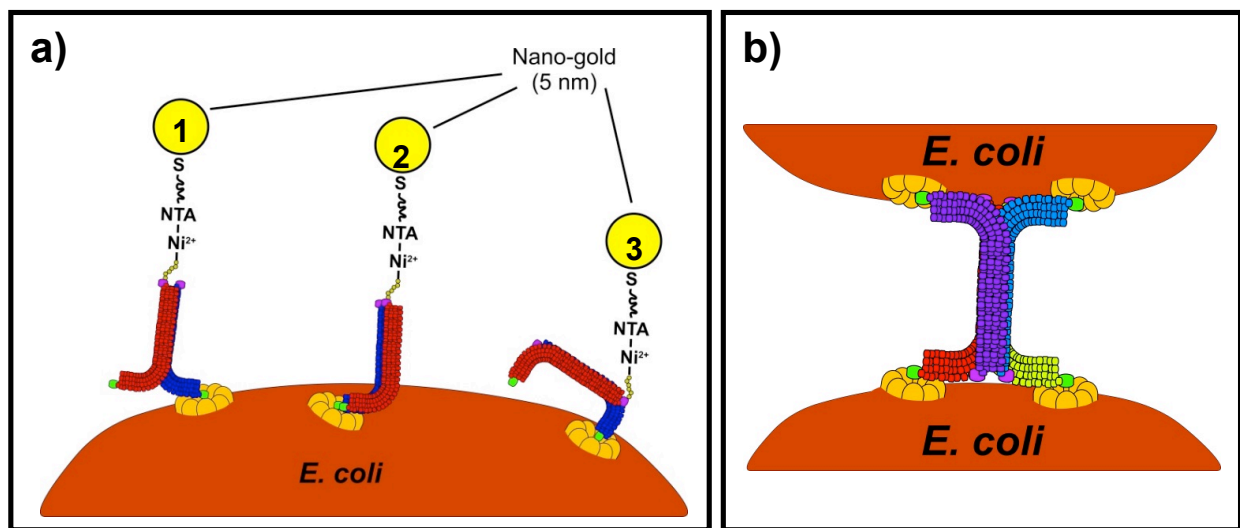 a)
Nano-gold
(5 nm)
1
S
NTA
Ni²⁺
2
S
NTA
Ni²⁺
3
S
NTA
Ni²⁺
E. coli
b)
E. coli
E. coli